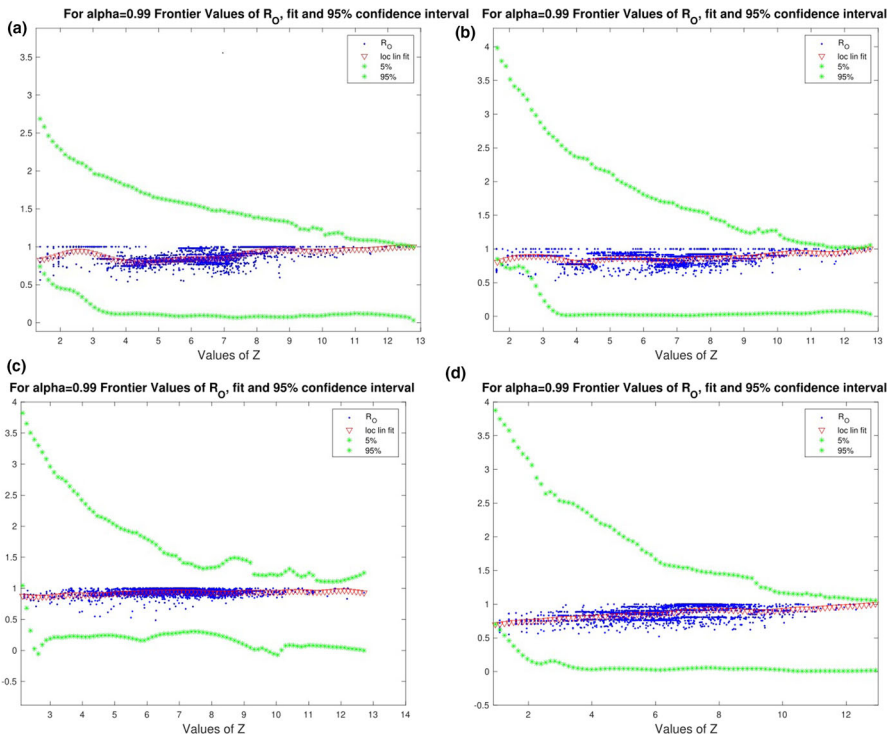 (a)
For alpha=0.99 Frontier Values of R_O, fit and 95% confidence interval
R_O
loc lin fit
5%
95%
3.5
3
2.5
2
1.5
1
0.5
0
2 3 4 5 6 7 8 9 10 11 12 13
Values of Z
(b)
For alpha=0.99 Frontier Values of R_O, fit and 95% confidence interval
R_O
loc lin fit
5%
95%
4
3.5
3
2.5
2
1.5
1
0.5
0
2 3 4 5 6 7 8 9 10 11 12 13
Values of Z
(c)
For alpha=0.99 Frontier Values of R_O, fit and 95% confidence interval
R_O
loc lin fit
5%
95%
4
3.5
3
2.5
2
1.5
1
0.5
0
-0.5
3 4 5 6 7 8 9 10 11 12 13 14
Values of Z
(d)
For alpha=0.99 Frontier Values of R_O, fit and 95% confidence interval
R_O
loc lin fit
5%
95%
4
3.5
3
2.5
2
1.5
1
0.5
0
-0.5
2 4 6 8 10 12
Values of Z